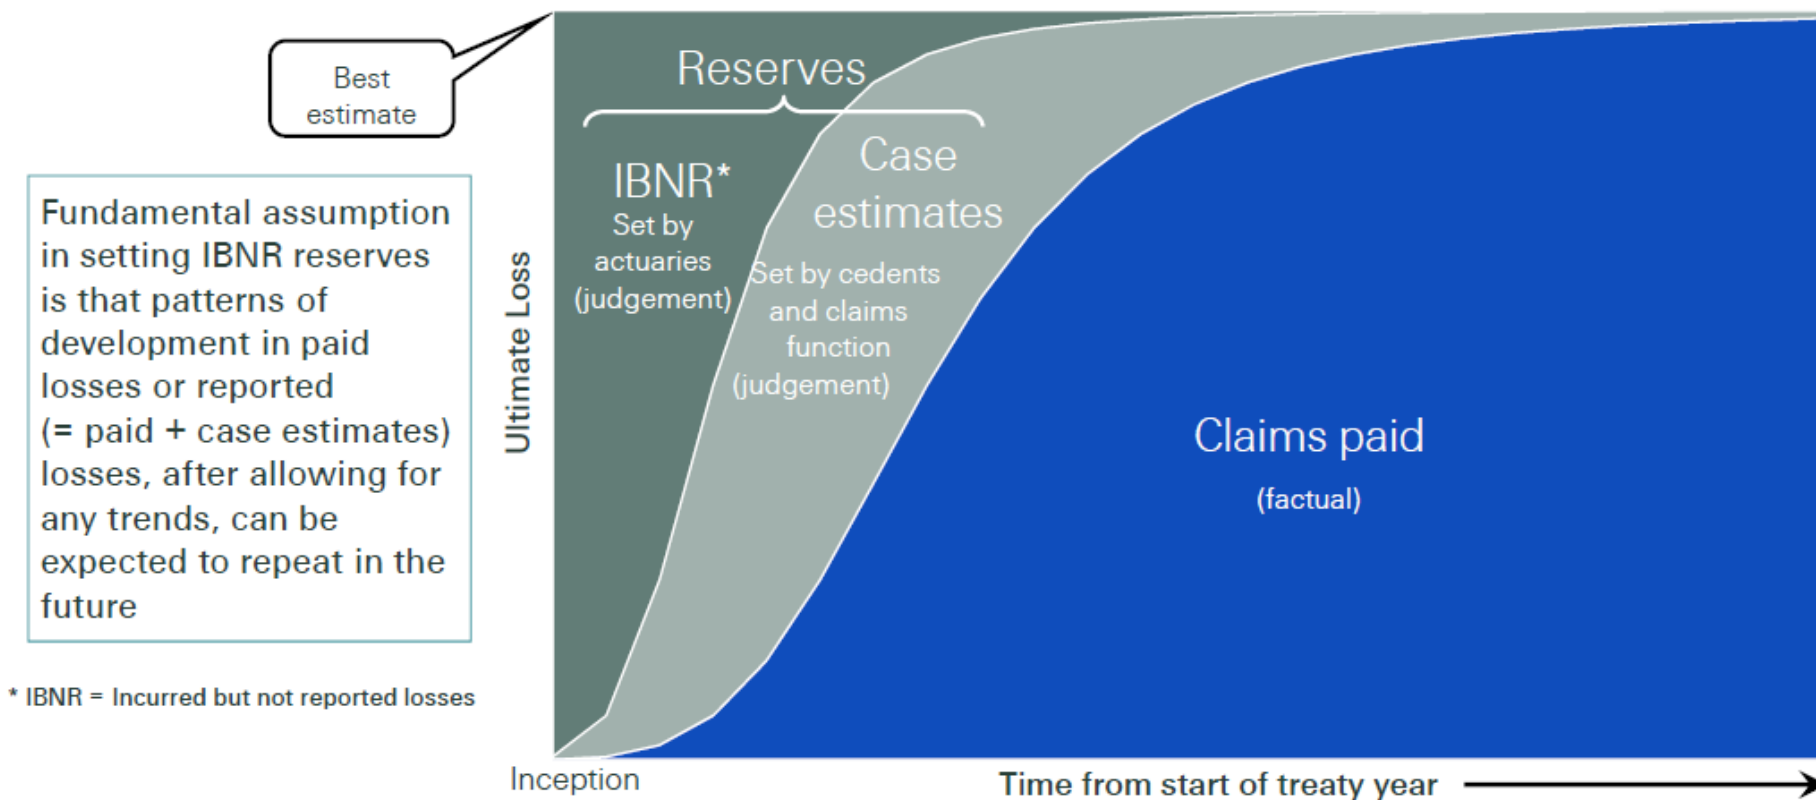 Best
estimate
Fundamental assumption
in setting IBNR reserves
is that patterns of
development in paid
losses or reported
(= paid + case estimates)
losses, after allowing for
any trends, can be
expected to repeat in the
future
* IBNR = Incurred but not reported losses
Ultimate Loss
Reserves
IBNR*
Set by
actuaries
(judgement)
Case
estimates
Set by cedents
and claims
function
(judgement)
Claims paid
(factual)
Inception
Time from start of treaty year